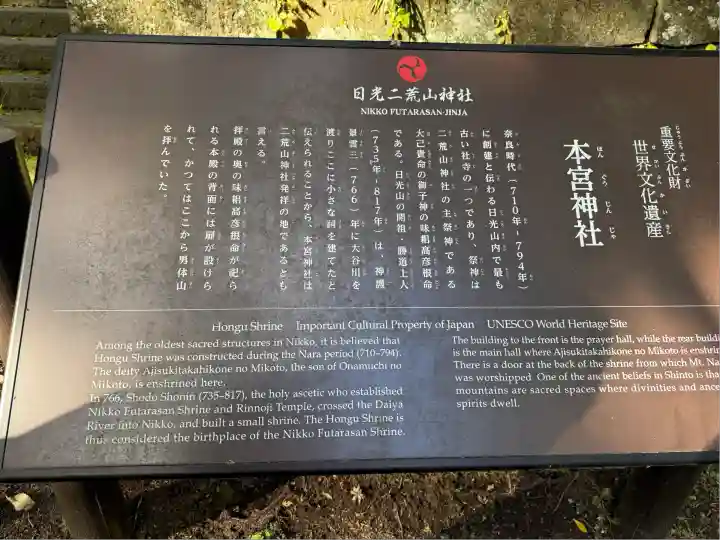 日光二荒山神社
NIKKO FUTARASAN-JINJA
重要文化財
世界文化遺産
本宮神社
奈良時代(710年-794年)
に創建と伝わる日光山内で最も
古い社寺の一つであり、祭神は
二荒山神社の主祭神である
大己貴命の御子神の味耜高彦根命
である。日光山の開祖・勝道上人
(735年-817年)は、神護
景雲三(766)年に大谷川を
渡りここに小さな祠を建てたと
伝えられることから、本宮神社は
二荒山神社発祥の地であるとも
言える。
拝殿の奥の味耜高彦根命が祀ら
れる本殿の背面には扉が設けら
れて、かつてはここから男体山
を拝んでいた。
Hongu Shrine Important Cultural Property of Japan UNESCO World Heritage Site
Among the oldest sacred structures in Nikko, it is believed that
Hongu Shrine was constructed during the Nara period (710–794).
The deity Ajisukitakahikone no Mikoto, the son of Onamuchi no
Mikoto, is enshrined here.
In 766, Shodo Shonin (735–817), the holy ascetic who established
Nikko Futarasan Shrine and Rinnoji Temple, crossed the Daiya
River into Nikko, and built a small shrine. The Hongu Shrine is
thus considered the birthplace of the Nikko Futarasan Shrine.
The building to the front is the prayer hall, while the rear buildi
is the main hall where Ajisukitakahikone no Mikoto is enshrin
There is a door at the back of the shrine from which Mt. Na
was worshipped. One of the ancient beliefs in Shinto is tha
mountains are sacred spaces where divinities and ance
spirits dwell.